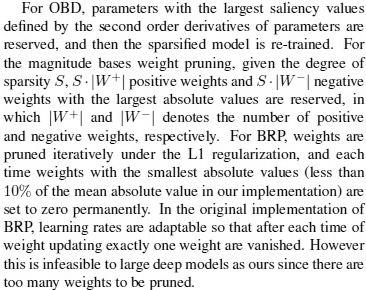 For OBD, parameters with the largest saliency values
defined by the second order derivatives of parameters are
reserved, and then the sparsified model is re-trained. For
the magnitude bases weight pruning, given the degree of
sparsity S, S·|W⁺| positive weights and S·|W⁻| negative
weights with the largest absolute values are reserved, in
which |W⁺| and |W⁻| denotes the number of positive
and negative weights, respectively. For BRP, weights are
pruned iteratively under the L1 regularization, and each
time weights with the smallest absolute values (less than
10% of the mean absolute value in our implementation) are
set to zero permanently. In the original implementation of
BRP, learning rates are adaptable so that after each time of
weight updating exactly one weight are vanished. However
this is infeasible to large deep models as ours since there are
too many weights to be pruned.